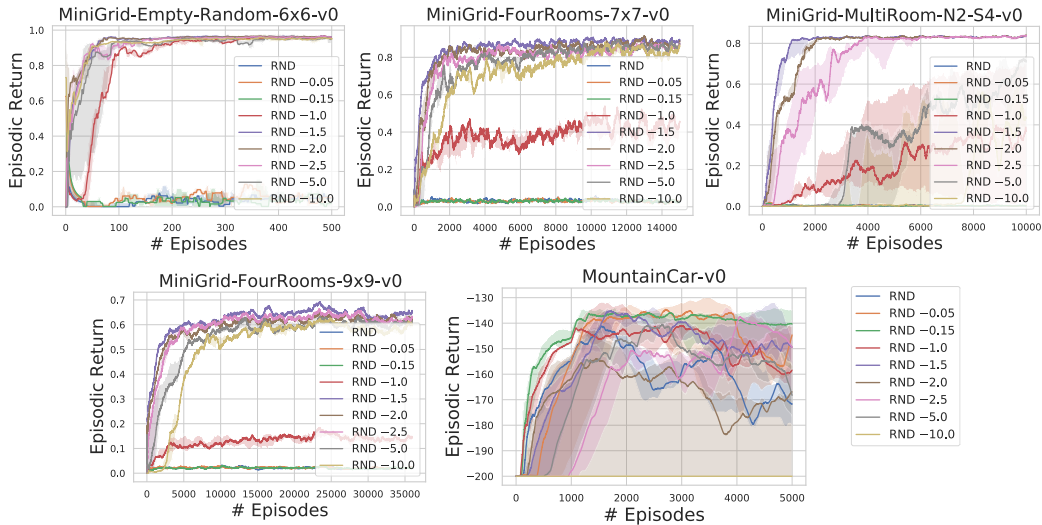 MiniGrid-Empty-Random-6x6-v0
1.0
0.8
0.6
0.4
0.2
0.0
Episodic Return
0 100 200 300 400 500
# Episodes
RND
RND −0.05
RND −0.15
RND −1.0
RND −1.5
RND −2.0
RND −2.5
RND −5.0
RND −10.0
MiniGrid-FourRooms-7x7-v0
1.0
0.8
0.6
0.4
0.2
0.0
Episodic Return
0 2000 4000 6000 8000 10000 12000 14000
# Episodes
RND
RND −0.05
RND −0.15
RND −1.0
RND −1.5
RND −2.0
RND −2.5
RND −5.0
RND −10.0
MiniGrid-MultiRoom-N2-S4-v0
0.8
0.6
0.4
0.2
0.0
Episodic Return
0 2000 4000 6000 8000 10000
# Episodes
RND
RND −0.05
RND −0.15
RND −1.0
RND −1.5
RND −2.0
RND −2.5
RND −5.0
RND −10.0
MiniGrid-FourRooms-9x9-v0
0.7
0.6
0.5
0.4
0.3
0.2
0.1
0.0
Episodic Return
0 5000 10000 15000 20000 25000 30000 35000
# Episodes
RND
RND −0.05
RND −0.15
RND −1.0
RND −1.5
RND −2.0
RND −2.5
RND −5.0
RND −10.0
MountainCar-v0
−130
−140
−150
−160
−170
−180
−190
−200
Episodic Return
0 1000 2000 3000 4000 5000
# Episodes
RND
RND −0.05
RND −0.15
RND −1.0
RND −1.5
RND −2.0
RND −2.5
RND −5.0
RND −10.0